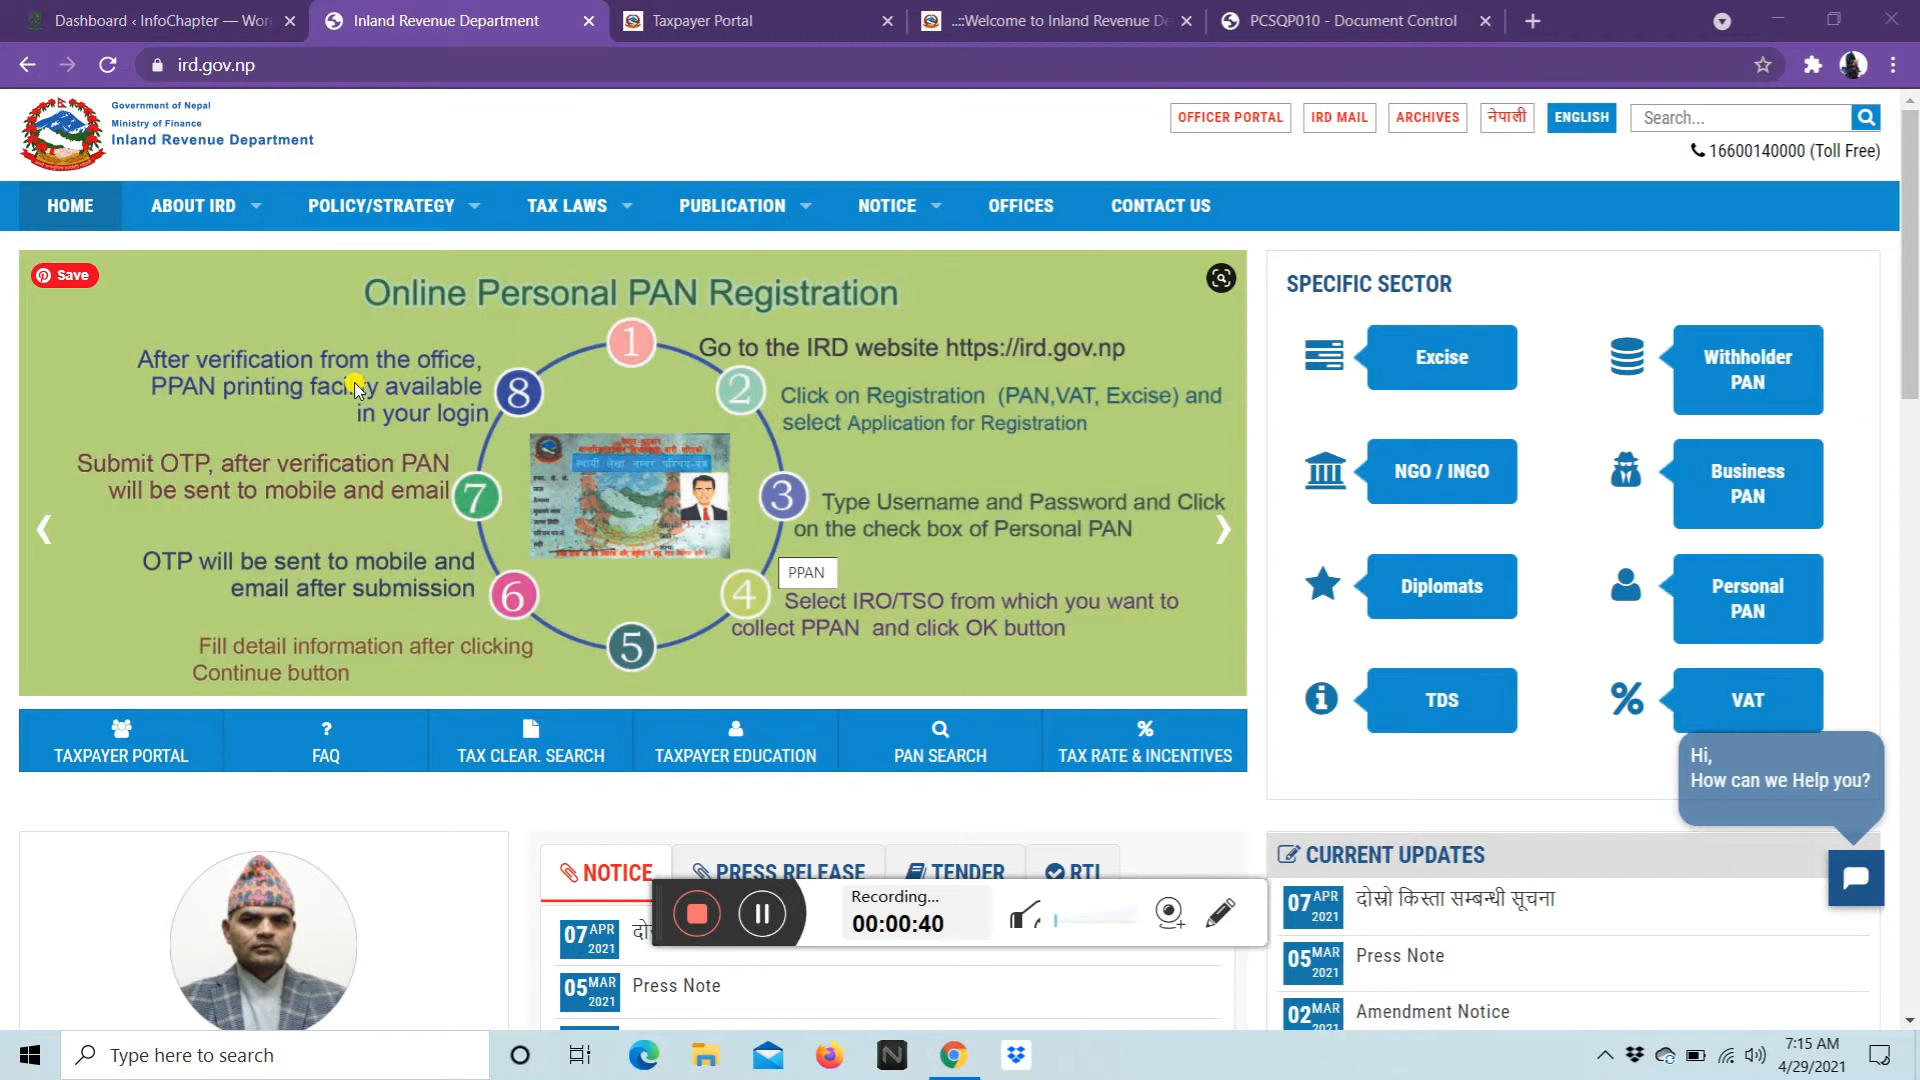 Dashboard ‹ InfoChapter — Wor
Inland Revenue Department
Taxpayer Portal
..::Welcome to Inland Revenue De
PCSQP010 - Document Control
ird.gov.np
Government of Nepal
Ministry of Finance
Inland Revenue Department
OFFICER PORTAL
IRD MAIL
ARCHIVES
नेपाली
ENGLISH
Search...
16600140000 (Toll Free)
HOME
ABOUT IRD
POLICY/STRATEGY
TAX LAWS
PUBLICATION
NOTICE
OFFICES
CONTACT US
Save
Online Personal PAN Registration
1
Go to the IRD website https://ird.gov.np
2
Click on Registration (PAN,VAT, Excise) and
select Application for Registration
3
Type Username and Password and Click
on the check box of Personal PAN
PPAN
4
Select IRO/TSO from which you want to
collect PPAN and click OK button
5
Fill detail information after clicking
Continue button
6
OTP will be sent to mobile and
email after submission
7
Submit OTP, after verification PAN
will be sent to mobile and email
8
After verification from the office,
PPAN printing facility available
in your login
स्थायी लेखा नम्बर परिचय-पत्र
SPECIFIC SECTOR
Excise
Withholder
PAN
NGO / INGO
Business
PAN
Diplomats
Personal
PAN
TDS
VAT
Hi,
How can we Help you?
TAXPAYER PORTAL
FAQ
TAX CLEAR. SEARCH
TAXPAYER EDUCATION
PAN SEARCH
TAX RATE & INCENTIVES
NOTICE
PRESS RELEASE
TENDER
RTI
07 APR
2021
05 MAR
2021
Press Note
Recording...
00:00:40
CURRENT UPDATES
07 APR
2021
दोस्रो किस्ता सम्बन्धी सूचना
05 MAR
2021
Press Note
02 MAR
2021
Amendment Notice
Type here to search
7:15 AM
4/29/2021